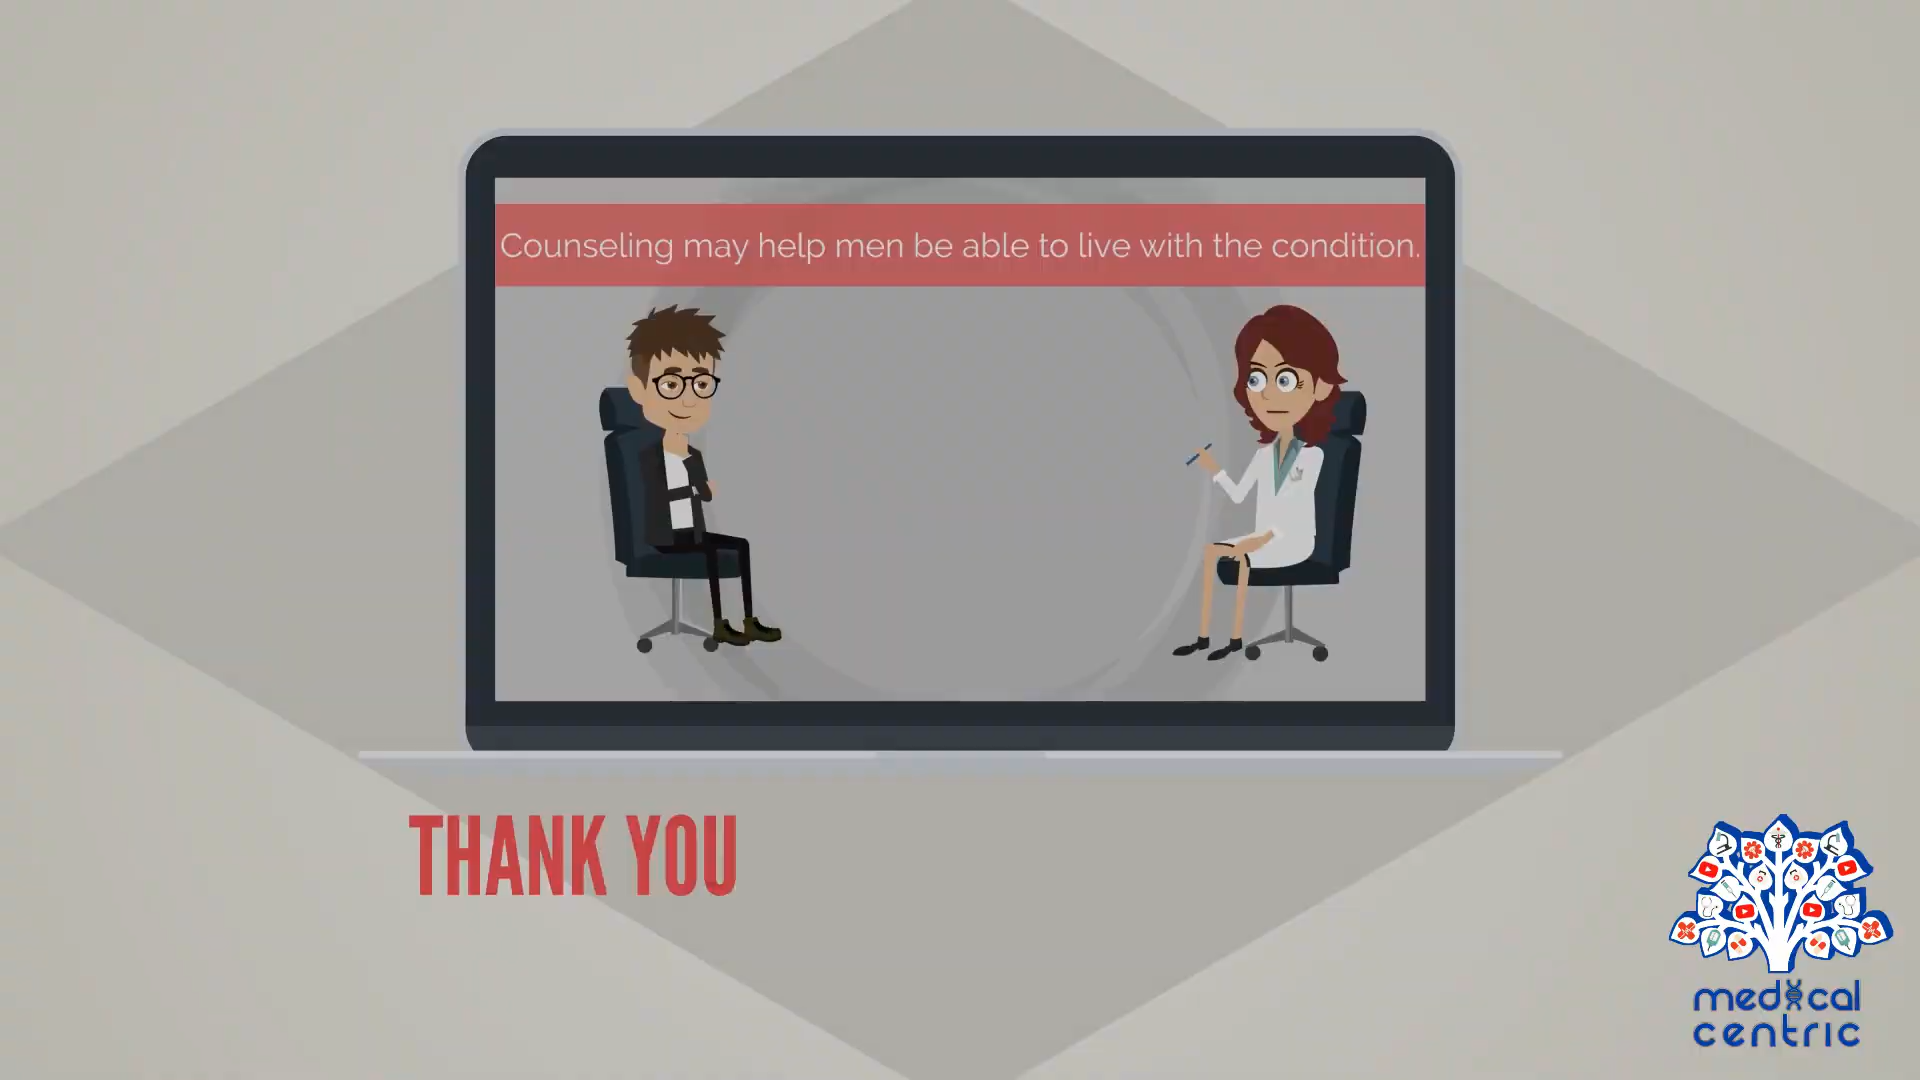 Counseling may help men be able to live with the condition.
THANK YOU
medical
centric